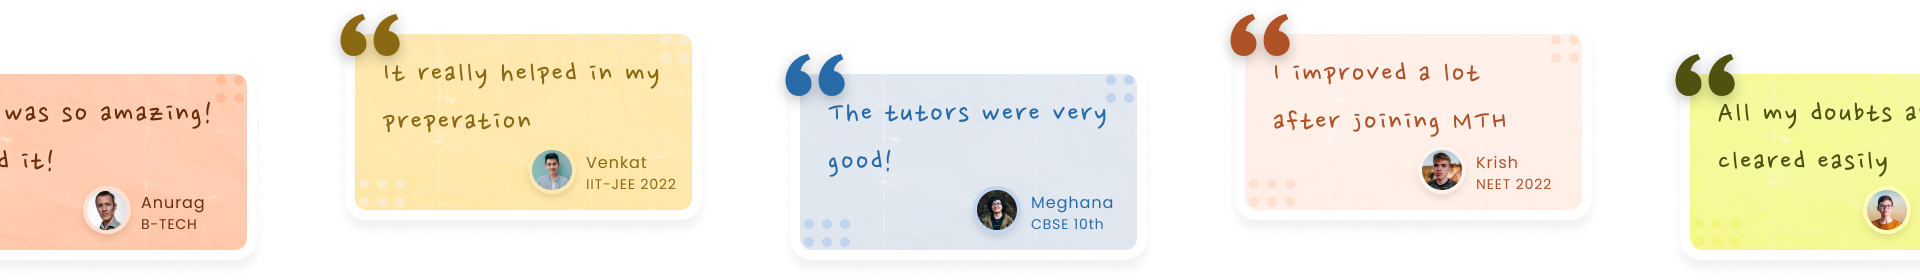 was so amazing!
d it!
Anurag
B-TECH
It really helped in my
preperation
Venkat
IIT-JEE 2022
The tutors were very
good!
Meghana
CBSE 10th
I improved a lot
after joining MTH
Krish
NEET 2022
All my doubts a
cleared easily